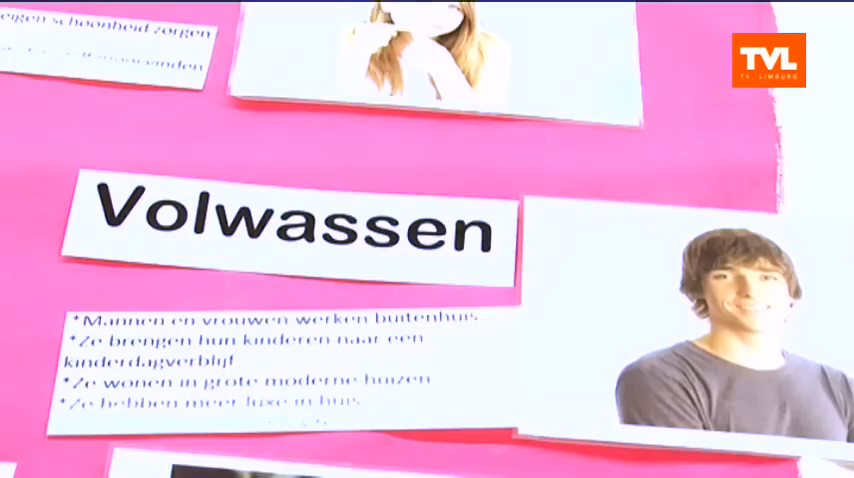 eigen schoonheid zorgen
TVL
TV LIMBURG
Volwassen
*Mannen en vrouwen werken buitenhuis
*Ze brengen hun kinderen naar een
kinderdagverblijf
*Ze wonen in grote moderne huizen
*Ze hebben meer luxe in huis